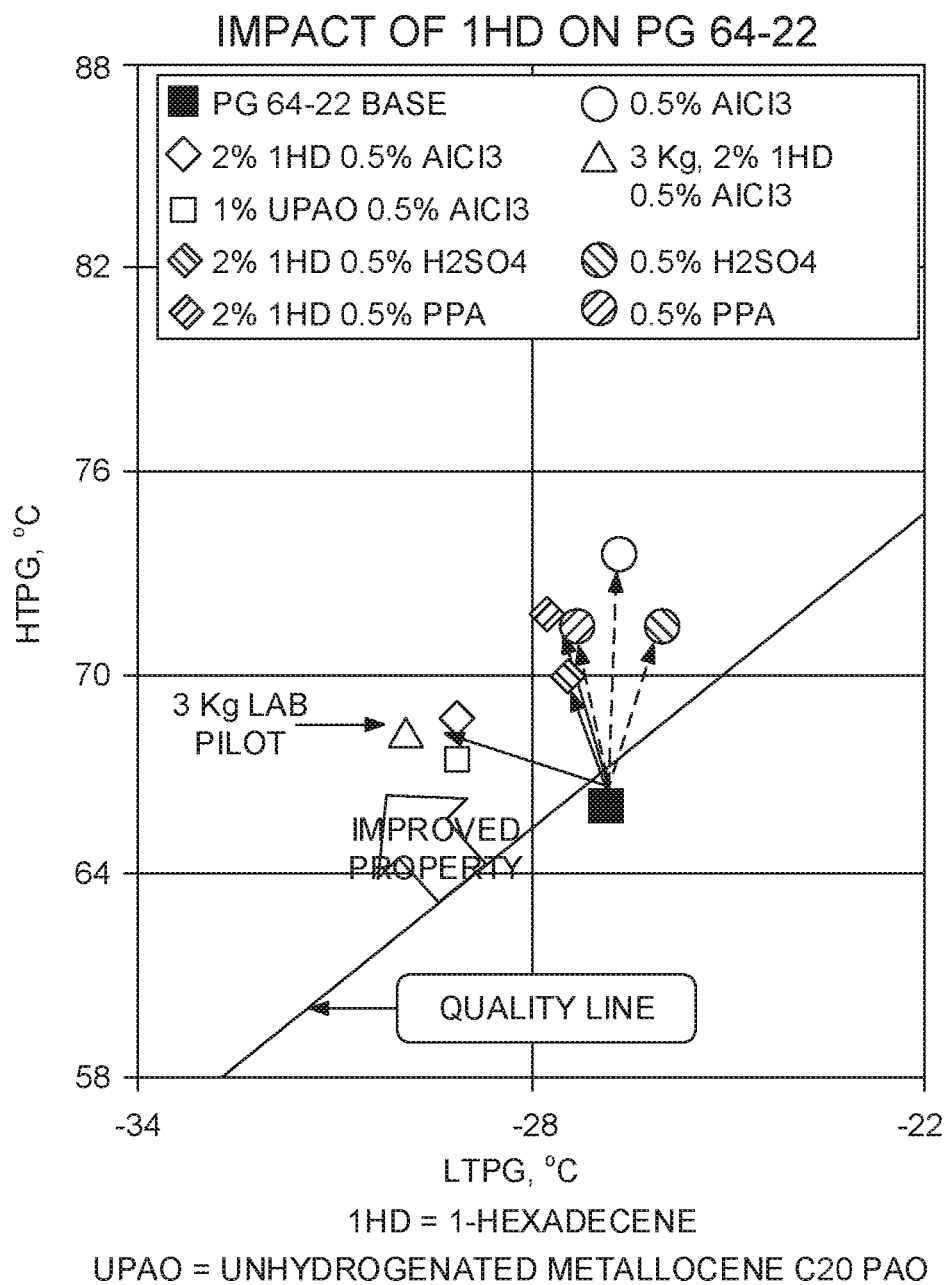 IMPACT OF 1HD ON PG 64-22
88
82
76
70
64
58
HTPG, °C
PG 64-22 BASE
2% 1HD 0.5% AlCl3
1% UPAO 0.5% AlCl3
2% 1HD 0.5% H2SO4
2% 1HD 0.5% PPA
0.5% AlCl3
3 Kg, 2% 1HD
0.5% AlCl3
0.5% H2SO4
0.5% PPA
3 Kg LAB
PILOT
IMPROVED
PROPERTY
QUALITY LINE
-34
-28
-22
LTPG, °C
1HD = 1-HEXADECENE
UPAO = UNHYDROGENATED METALLOCENE C20 PAO